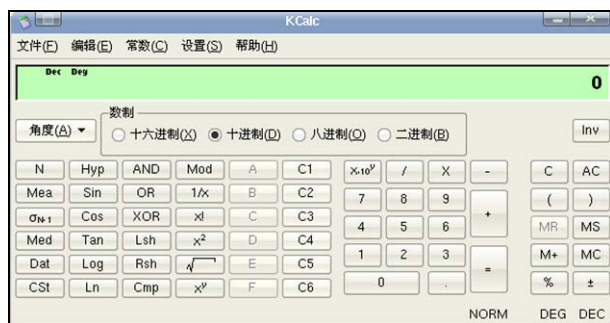 KCalc
文件(F) 编辑(E) 常数(C) 设置(S) 帮助(H)
Dec Deg
0
数制
角度(A) 十六进制(X) 十进制(D) 八进制(O) 二进制(B) Inv
N Hyp AND Mod A C1 X·10^y / X - C AC
Mea Sin OR 1/x B C2 7 8 9 + ( )
σN-1 Cos XOR x! C C3 4 5 6 MR MS
Med Tan Lsh x² D C4 1 2 3 = M+ MC
Dat Log Rsh √ E C5 0 . % ±
CSt Ln Cmp x^y F C6
NORM DEG DEC